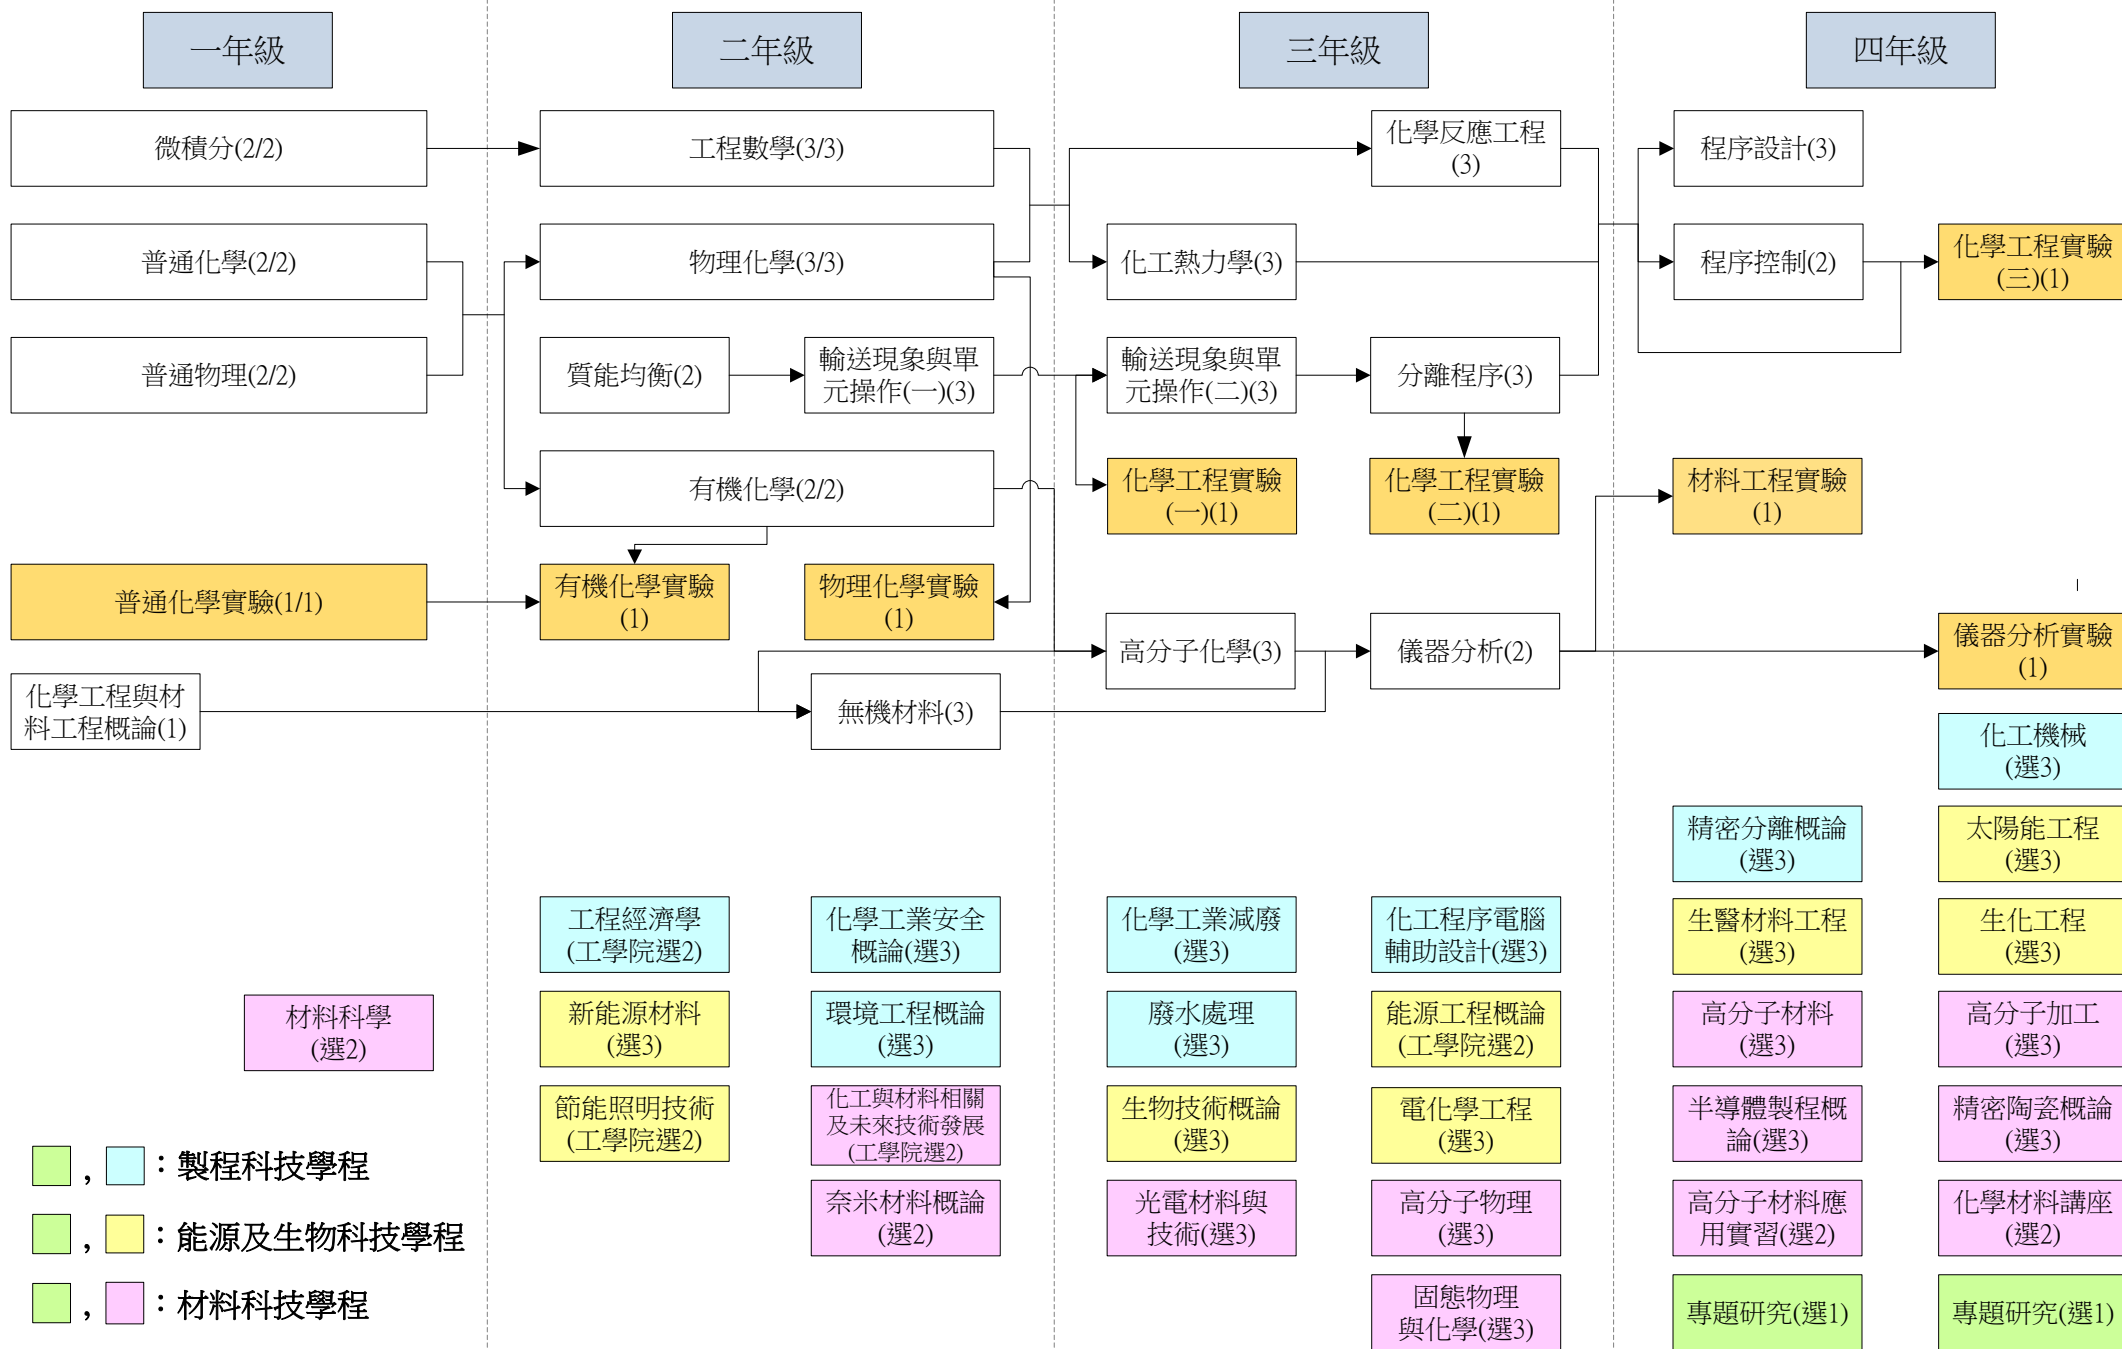 一年級
二年級
三年級
四年級
微積分(2/2)
工程數學(3/3)
化學反應工程
(3)
程序設計(3)
普通化學(2/2)
物理化學(3/3)
化工熱力學(3)
程序控制(2)
化學工程實驗
(三)(1)
普通物理(2/2)
質能均衡(2)
輸送現象與單
元操作(一)(3)
輸送現象與單
元操作(二)(3)
分離程序(3)
有機化學(2/2)
化學工程實驗
(一)(1)
化學工程實驗
(二)(1)
材料工程實驗
(1)
普通化學實驗(1/1)
有機化學實驗
(1)
物理化學實驗
(1)
高分子化學(3)
儀器分析(2)
儀器分析實驗
(1)
化學工程與材
料工程概論(1)
無機材料(3)
化工機械
(選3)
精密分離概論
(選3)
太陽能工程
(選3)
工程經濟學
(工學院選2)
化學工業安全
概論(選3)
化學工業減廢
(選3)
化工程序電腦
輔助設計(選3)
生醫材料工程
(選3)
生化工程
(選3)
材料科學
(選2)
新能源材料
(選3)
環境工程概論
(選3)
廢水處理
(選3)
能源工程概論
(工學院選2)
高分子材料
(選3)
高分子加工
(選3)
節能照明技術
(工學院選2)
化工與材料相關
及未來技術發展
(工學院選2)
生物技術概論
(選3)
電化學工程
(選3)
半導體製程概
論(選3)
精密陶瓷概論
(選3)
，：製程科技學程
奈米材料概論
(選2)
光電材料與
技術(選3)
高分子物理
(選3)
高分子材料應
用實習(選2)
化學材料講座
(選2)
，：能源及生物科技學程
，：材料科技學程
固態物理
與化學(選3)
專題研究(選1)
專題研究(選1)